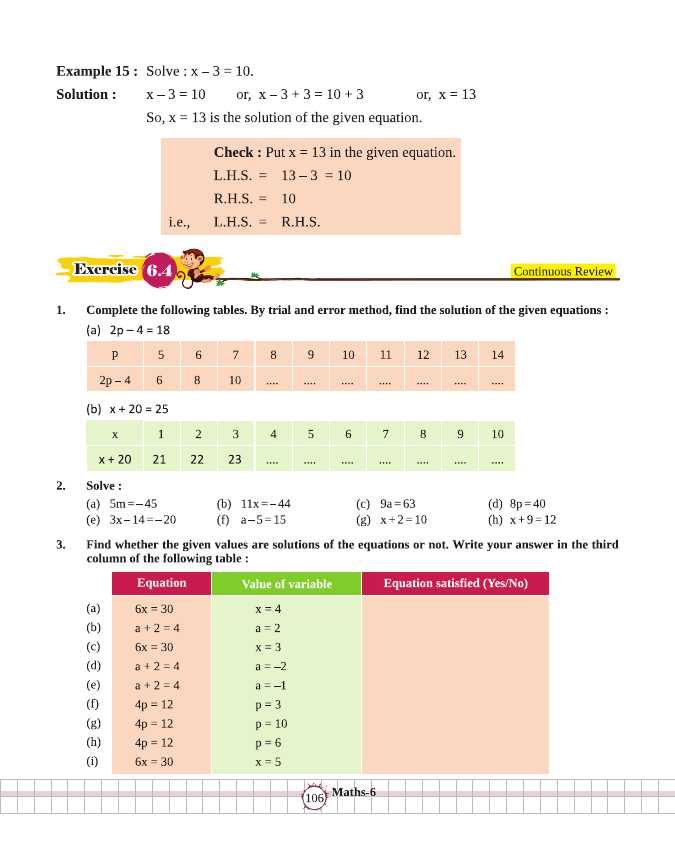 Example 15 : Solve : x – 3 = 10.
Solution : x – 3 = 10 or, x – 3 + 3 = 10 + 3 or, x = 13
So, x = 13 is the solution of the given equation.
Check : Put x = 13 in the given equation.
L.H.S. = 13 – 3 = 10
R.H.S. = 10
i.e., L.H.S. = R.H.S.
Exercise 6.4
Continuous Review
1. Complete the following tables. By trial and error method, find the solution of the given equations :
(a) 2p – 4 = 18
P 5 6 7 8 9 10 11 12 13 14
2p – 4 6 8 10 .... .... .... .... .... .... ....
(b) x + 20 = 25
x 1 2 3 4 5 6 7 8 9 10
x + 20 21 22 23 .... .... .... .... .... .... ....
2. Solve :
(a) 5m = – 45 (b) 11x = – 44 (c) 9a = 63 (d) 8p = 40
(e) 3x – 14 = – 20 (f) a – 5 = 15 (g) x ÷ 2 = 10 (h) x + 9 = 12
3. Find whether the given values are solutions of the equations or not. Write your answer in the third
column of the following table :
Equation Value of variable Equation satisfied (Yes/No)
(a) 6x = 30 x = 4
(b) a + 2 = 4 a = 2
(c) 6x = 30 x = 3
(d) a + 2 = 4 a = –2
(e) a + 2 = 4 a = –1
(f) 4p = 12 p = 3
(g) 4p = 12 p = 10
(h) 4p = 12 p = 6
(i) 6x = 30 x = 5
106 Maths-6